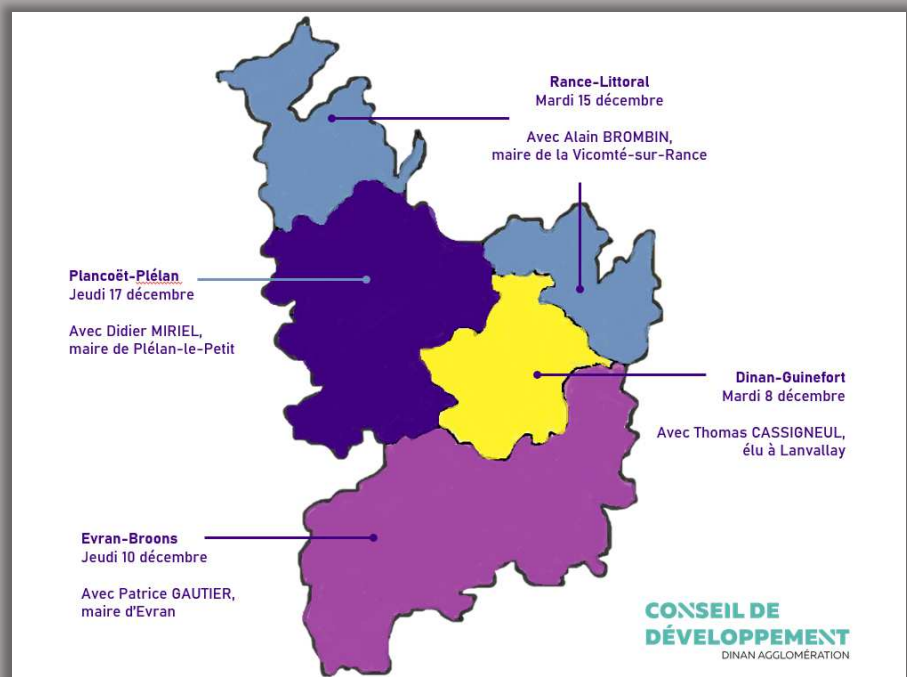 Rance-Littoral
Mardi 15 décembre
Avec Alain BROMBIN,
maire de la Vicomté-sur-Rance
Plancoët-Plélan
Jeudi 17 décembre
Avec Didier MIRIEL,
maire de Plélan-le-Petit
Dinan-Guinefort
Mardi 8 décembre
Avec Thomas CASSIGNEUL,
élu à Lanvallay
Evran-Broons
Jeudi 10 décembre
Avec Patrice GAUTIER,
maire d'Evran
CONSEIL DE
DÉVELOPPEMENT
DINAN AGGLOMÉRATION